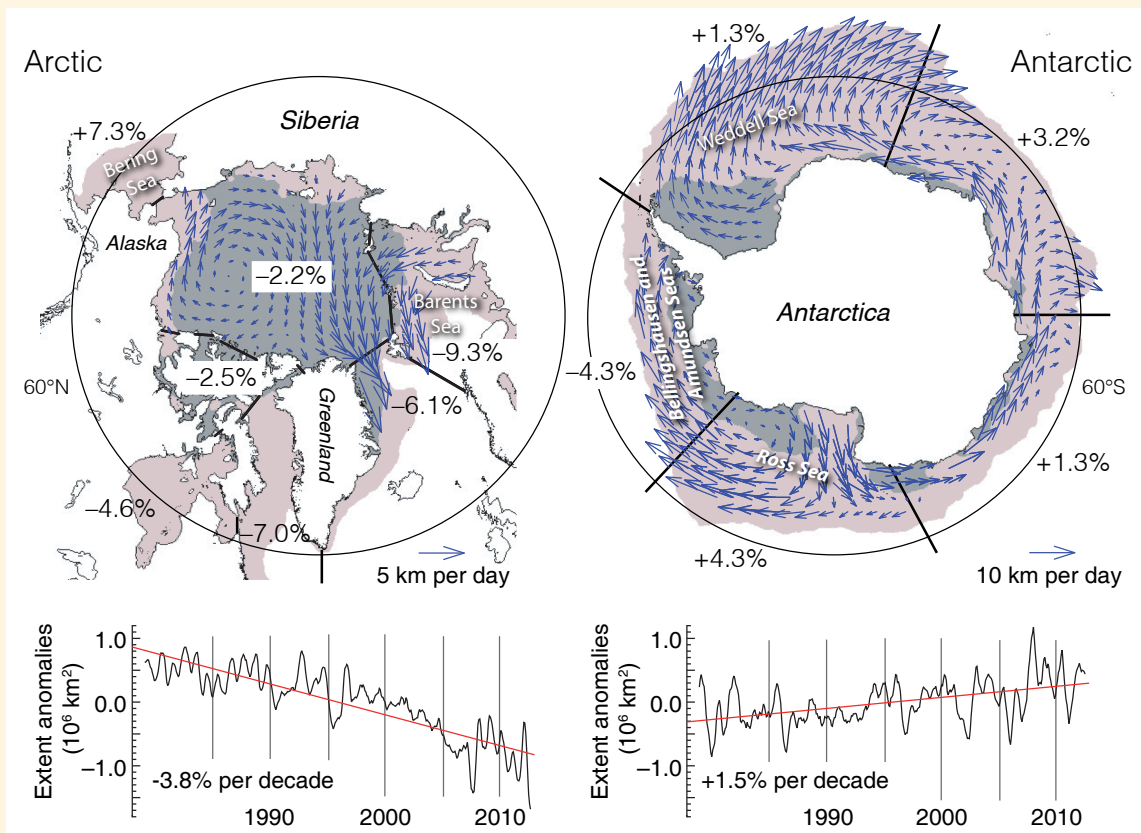 Arctic
Siberia
+7.3%
Bering
Sea
Alaska
–2.2%
Barents
Sea
–9.3%
60°N
–2.5%
Greenland
–6.1%
–4.6%
–7.0%
5 km per day
+1.3%
Antarctic
Weddell Sea
+3.2%
Bellingshausen and
Amundsen Seas
Antarctica
–4.3%
60°S
Ross Sea
+1.3%
+4.3%
10 km per day
Extent anomalies
(10⁶ km²)
1.0
0.0
–1.0
-3.8% per decade
1990
2000
2010
Extent anomalies
(10⁶ km²)
1.0
0.0
–1.0
+1.5% per decade
1990
2000
2010